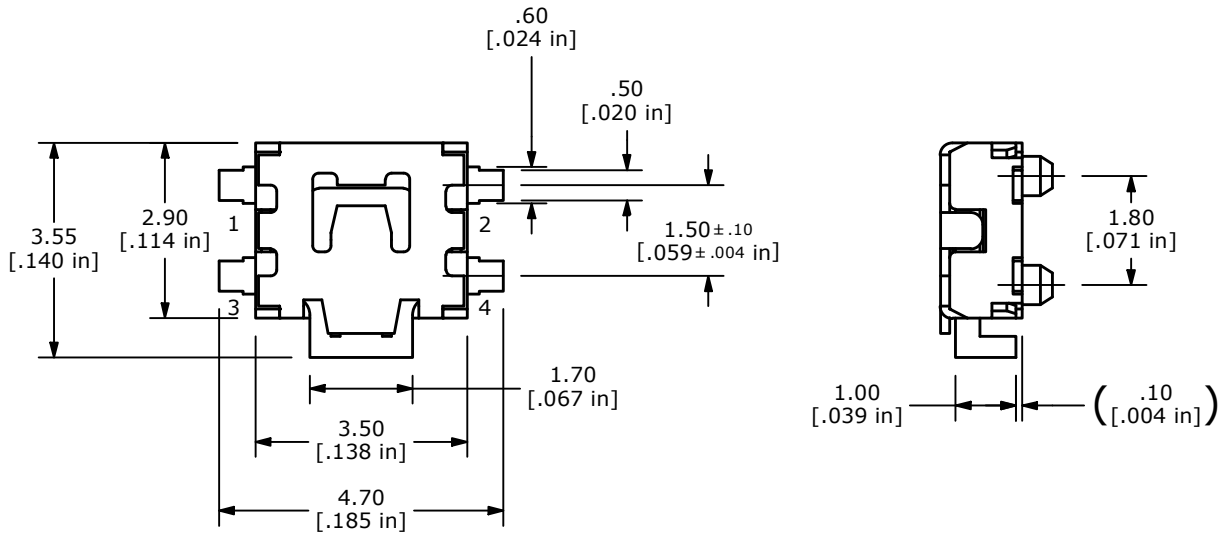 .60
[.024 in]
.50
[.020 in]
1
2.90
[.114 in]
3.55
[.140 in]
2
1.50±.10
[.059±.004 in]
1.80
[.071 in]
3
4
1.70
[.067 in]
1.00
[.039 in]
( .10
[.004 in] )
3.50
[.138 in]
4.70
[.185 in]